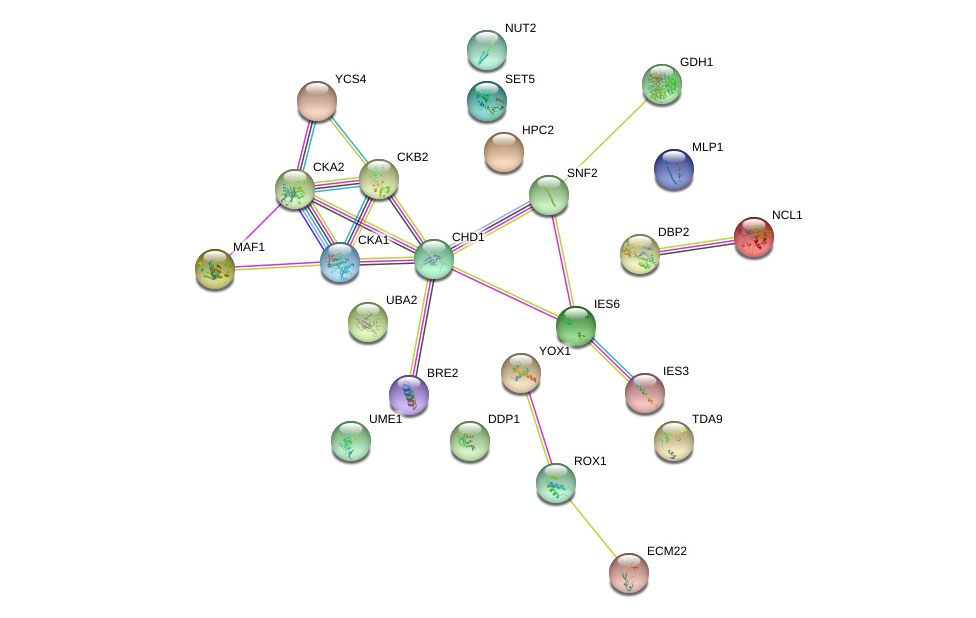 NUT2
GDH1
YCS4
SET5
HPC2
MLP1
CKB2
CKA2
SNF2
NCL1
DBP2
CHD1
CKA1
MAF1
UBA2
IES6
YOX1
IES3
BRE2
UME1
DDP1
TDA9
ROX1
ECM22